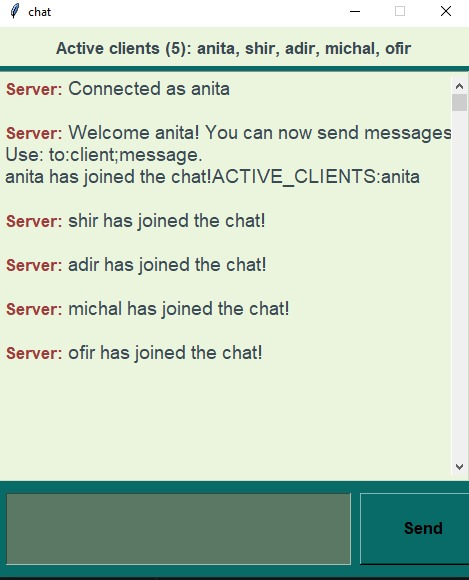 chat
Active clients (5): anita, shir, adir, michal, ofir
Server: Connected as anita
Server: Welcome anita! You can now send messages
Use: to:client;message.
anita has joined the chat!ACTIVE_CLIENTS:anita
Server: shir has joined the chat!
Server: adir has joined the chat!
Server: michal has joined the chat!
Server: ofir has joined the chat!
Send